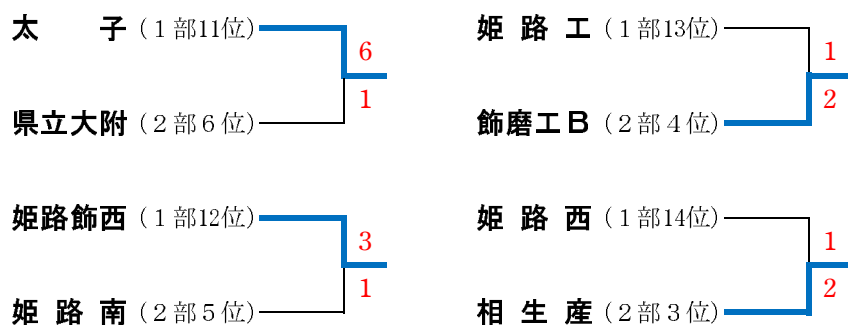 太子（１部11位）
6
1
県立大附（２部６位）
姫路工（１部13位）
1
2
飾磨工Ｂ（２部４位）
姫路飾西（１部12位）
3
1
姫路南（２部５位）
姫路西（１部14位）
1
2
相生産（２部３位）